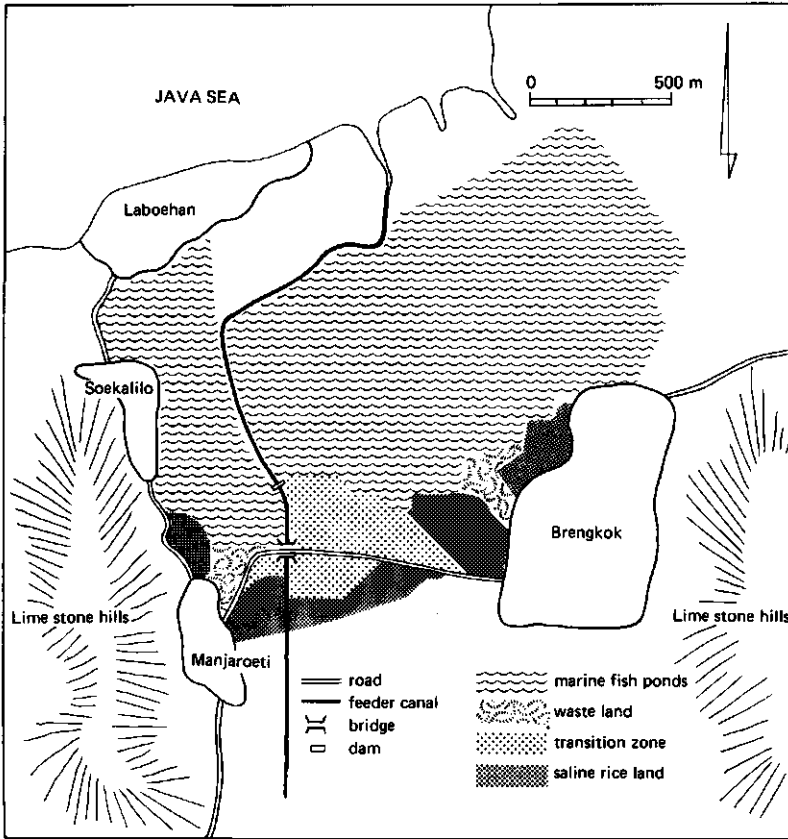 0 500 m
JAVA SEA
Laboehan
Soekalilo
Brengkok
Lime stone hills
Lime stone hills
Manjaroeti
road
feeder canal
bridge
dam
marine fish ponds
waste land
transition zone
saline rice land